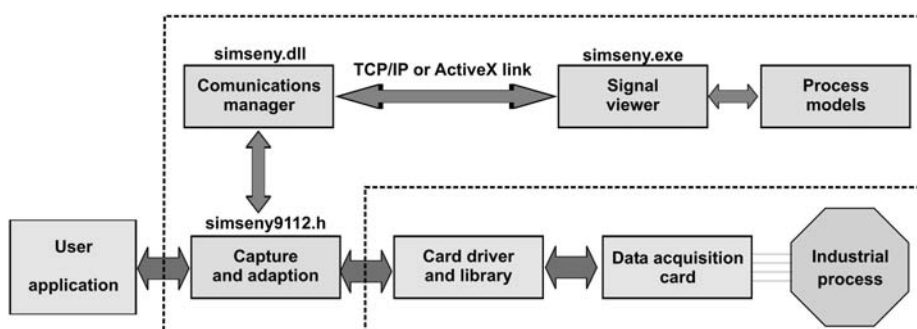 simseny.dll
Comunications
manager
TCP/IP or ActiveX link
simseny.exe
Signal
viewer
Process
models
User
application
simseny9112.h
Capture
and adaption
Card driver
and library
Data acquisition
card
Industrial
process